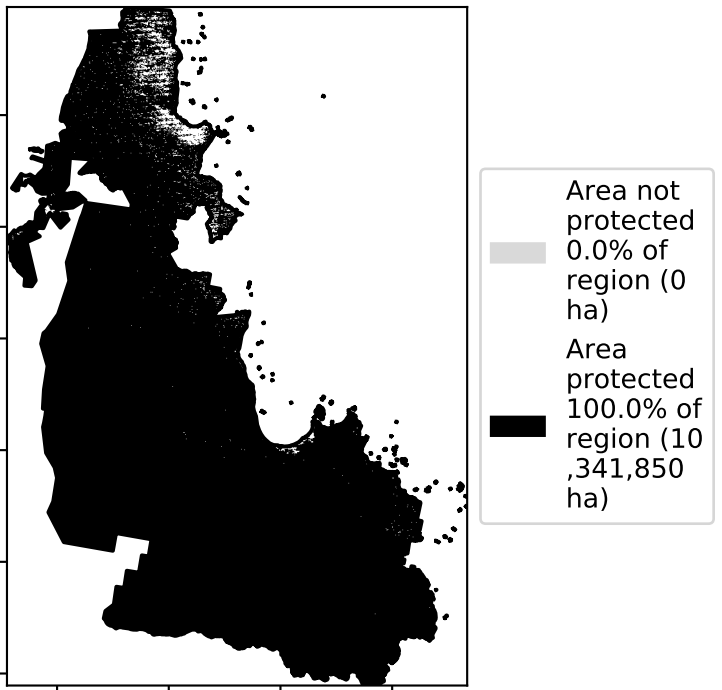 Area not
protected
0.0% of
region (0
ha)
Area
protected
100.0% of
region (10
,341,850
ha)